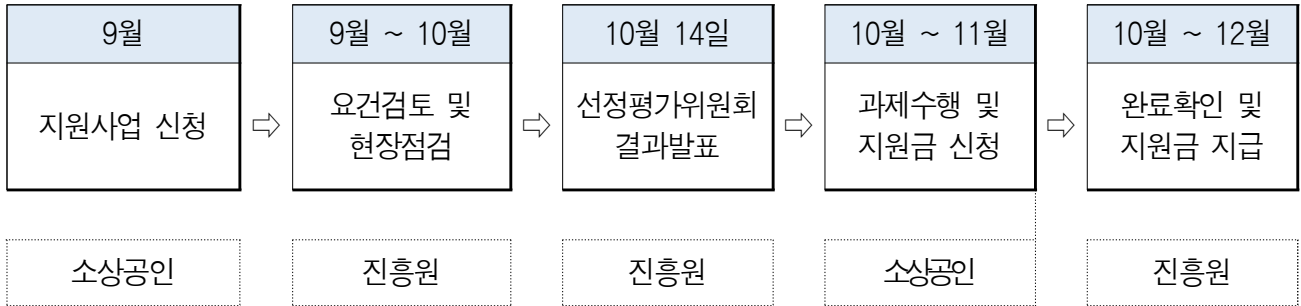 9월
지원사업 신청
⇨
9월 ~ 10월
요건검토 및
현장점검
⇨
10월 14일
선정평가위원회
결과발표
⇨
10월 ~ 11월
과제수행 및
지원금 신청
⇨
10월 ~ 12월
완료확인 및
지원금 지급
소상공인
진흥원
진흥원
소상공인
진흥원